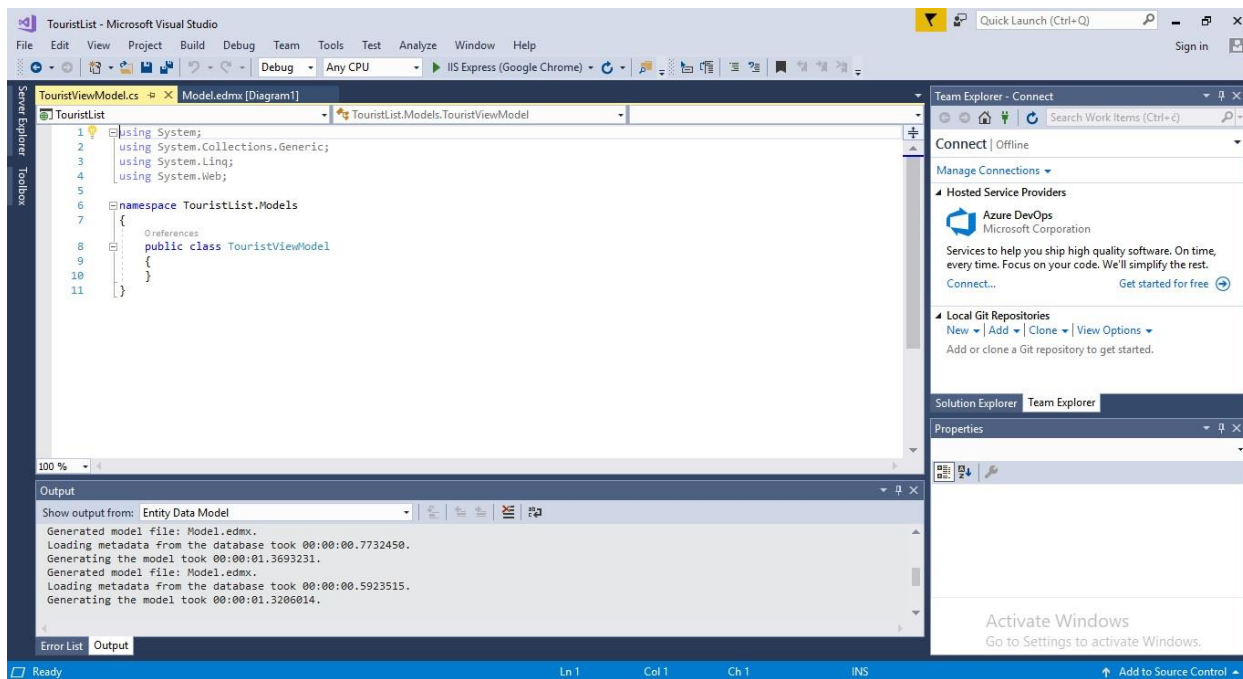 TouristList - Microsoft Visual Studio
Quick Launch (Ctrl+Q)
File Edit View Project Build Debug Team Tools Test Analyze Window Help
Sign in
Debug Any CPU IIS Express (Google Chrome)
Server Explorer
Toolbox
TouristViewModel.cs Model.edmx [Diagram1]
TouristList TouristList.Models.TouristViewModel
1 using System;
2 using System.Collections.Generic;
3 using System.Linq;
4 using System.Web;
5
6 namespace TouristList.Models
7 {
0 references
8 public class TouristViewModel
9 {
10 }
11 }
100 %
Output
Show output from: Entity Data Model
Generated model file: Model.edmx.
Loading metadata from the database took 00:00:00.7732450.
Generating the model took 00:00:01.3693231.
Generated model file: Model.edmx.
Loading metadata from the database took 00:00:00.5923515.
Generating the model took 00:00:01.3206014.
Error List Output
Team Explorer - Connect
Search Work Items (Ctrl+ć)
Connect | Offline
Manage Connections
Hosted Service Providers
Azure DevOps
Microsoft Corporation
Services to help you ship high quality software. On time,
every time. Focus on your code. We'll simplify the rest.
Connect... Get started for free
Local Git Repositories
New | Add | Clone | View Options
Add or clone a Git repository to get started.
Solution Explorer Team Explorer
Properties
Activate Windows
Go to Settings to activate Windows.
Ready Ln 1 Col 1 Ch 1 INS Add to Source Control